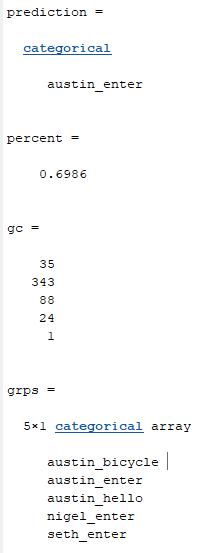 prediction =
categorical
austin_enter
percent =
0.6986
gc =
35
343
88
24
1
grps =
5×1 categorical array
austin_bicycle
austin_enter
austin_hello
nigel_enter
seth_enter